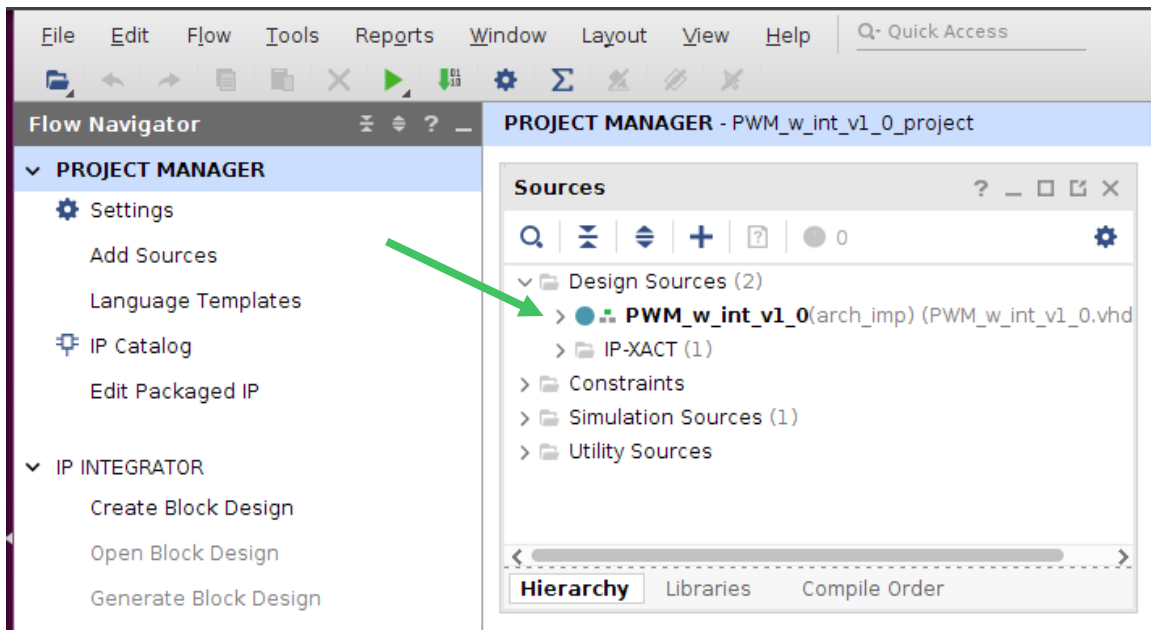 File Edit Flow Tools Reports Window Layout View Help Quick Access
Flow Navigator ? PROJECT MANAGER - PWM_w_int_v1_0_project
PROJECT MANAGER
Settings
Add Sources
Language Templates
IP Catalog
Edit Packaged IP
IP INTEGRATOR
Create Block Design
Open Block Design
Generate Block Design
Sources ?
? 0
Design Sources (2)
PWM_w_int_v1_0(arch_imp) (PWM_w_int_v1_0.vhd
IP-XACT (1)
Constraints
Simulation Sources (1)
Utility Sources
Hierarchy Libraries Compile Order